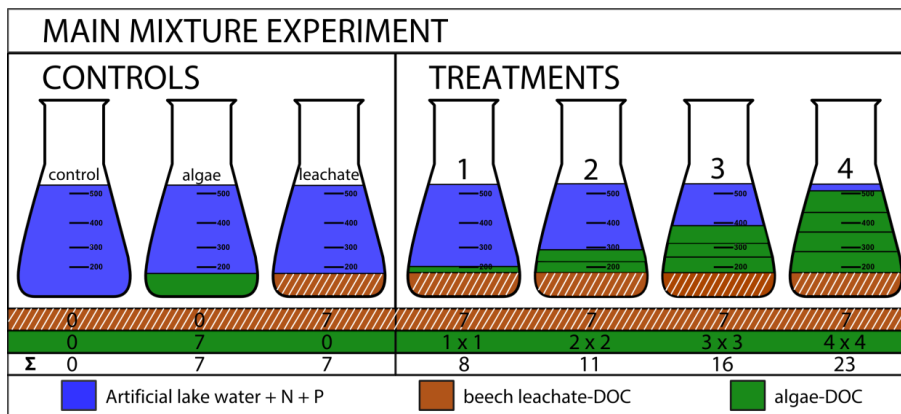 MAIN MIXTURE EXPERIMENT
CONTROLS
TREATMENTS
control
algae
leachate
1
2
3
4
500 500 500 500 500 500 500
400 400 400 400 400 400 400
300 300 300 300 300 300 300
200 200 200 200 200 200 200
0 0 7 7 7 7 7
0 7 0 1 x 1 2 x 2 3 x 3 4 x 4
Σ 0 7 7 8 11 16 23
Artificial lake water + N + P
beech leachate-DOC
algae-DOC